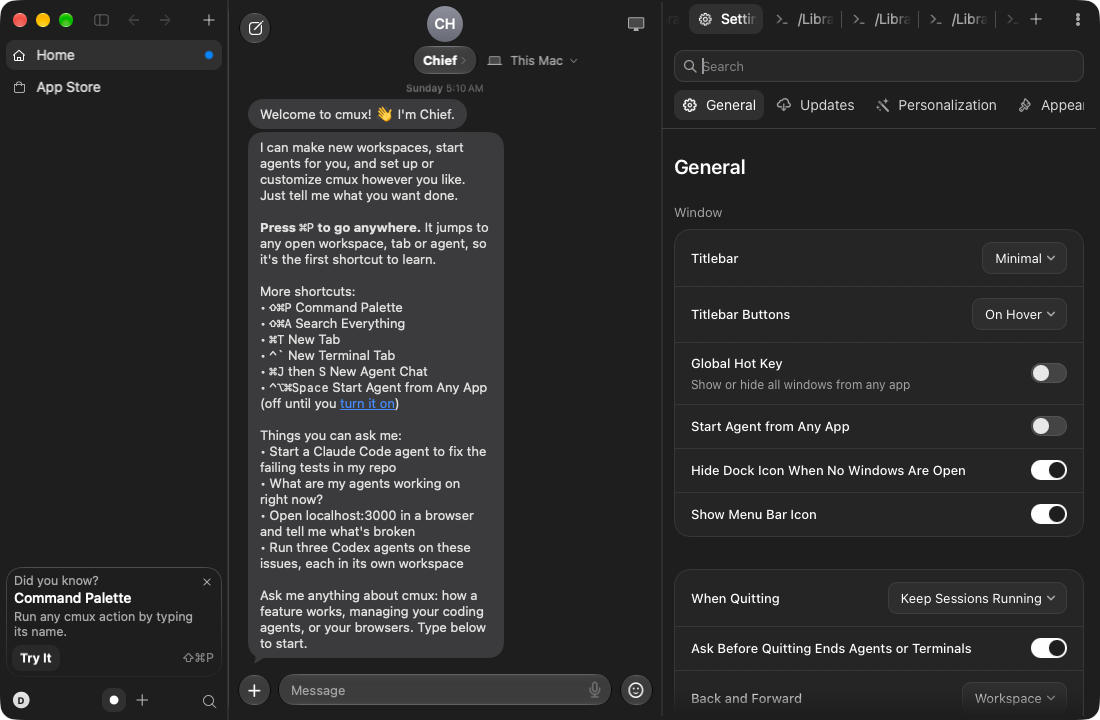 Home
App Store
Did you know?
Command Palette
Run any cmux action by typing
its name.
Try It
⇧⌘P
D
CH
Chief
This Mac
Sunday 5:10 AM
Welcome to cmux! 👋 I'm Chief.
I can make new workspaces, start
agents for you, and set up or
customize cmux however you like.
Just tell me what you want done.
Press ⌘P to go anywhere. It jumps to
any open workspace, tab or agent, so
it's the first shortcut to learn.
More shortcuts:
• ⇧⌘P Command Palette
• ⇧⌘A Search Everything
• ⌘T New Tab
• ^` New Terminal Tab
• ⌘J then S New Agent Chat
• ^⌥⌘Space Start Agent from Any App
(off until you turn it on)
Things you can ask me:
• Start a Claude Code agent to fix the
failing tests in my repo
• What are my agents working on
right now?
• Open localhost:3000 in a browser
and tell me what's broken
• Run three Codex agents on these
issues, each in its own workspace
Ask me anything about cmux: how a
feature works, managing your coding
agents, or your browsers. Type below
to start.
Message
Settin
/Libra
/Libra
/Libra
Search
General
Updates
Personalization
Appear
General
Window
Titlebar
Minimal
Titlebar Buttons
On Hover
Global Hot Key
Show or hide all windows from any app
Start Agent from Any App
Hide Dock Icon When No Windows Are Open
Show Menu Bar Icon
When Quitting
Keep Sessions Running
Ask Before Quitting Ends Agents or Terminals
Back and Forward
Workspace